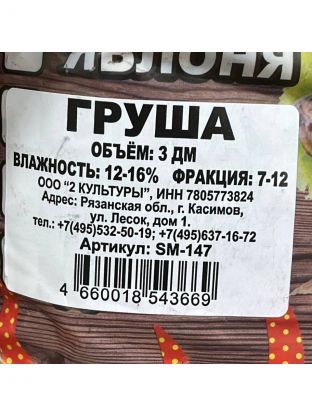 ЯБЛОНЯ
ГРУША
ОБЪЁМ: 3 ДМ
ВЛАЖНОСТЬ: 12-16% ФРАКЦИЯ: 7-12
ООО "2 КУЛЬТУРЫ", ИНН 7805773824
Адрес: Рязанская обл., г. Касимов,
ул. Лесок, дом 1.
тел.: +7(495)532-50-19; +7(495)637-16-72
Артикул: SM-147
4 660018 543669